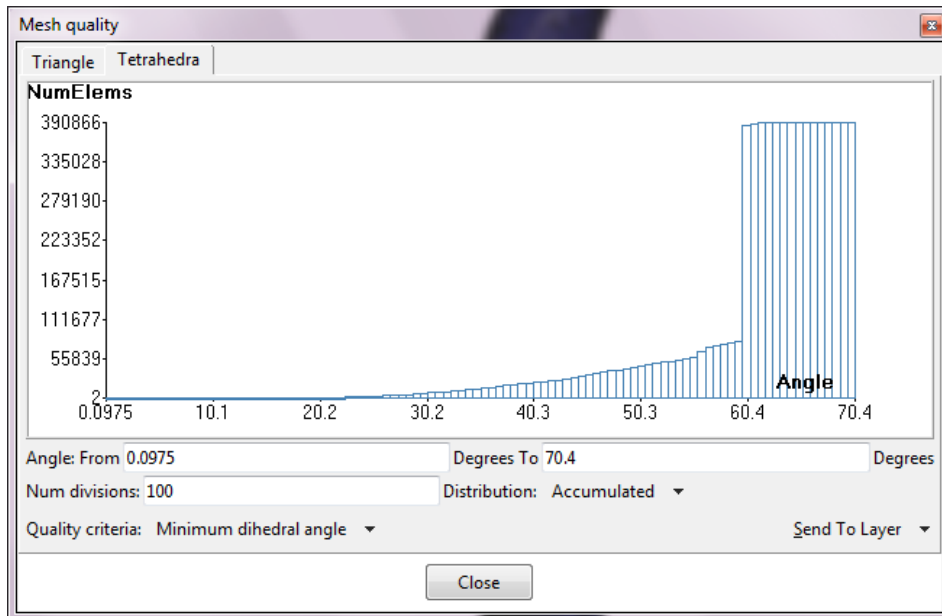 Mesh quality
Triangle Tetrahedra
NumElems
390866
335028
279190
223352
167515
111677
55839
2
Angle
0.0975 10.1 20.2 30.2 40.3 50.3 60.4 70.4
Angle: From 0.0975 Degrees To 70.4 Degrees
Num divisions: 100 Distribution: Accumulated
Quality criteria: Minimum dihedral angle Send To Layer
Close